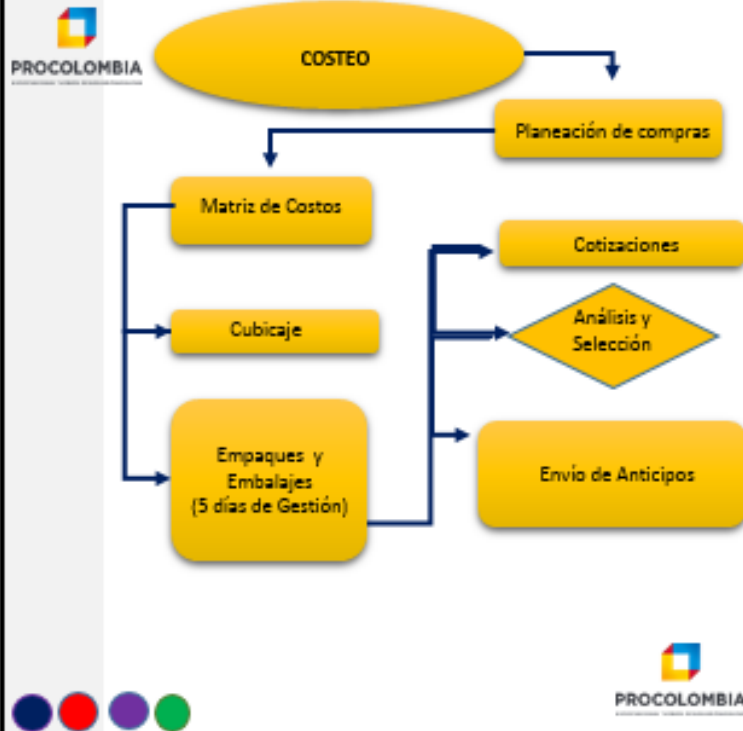 PROCOLOMBIA
COSTEO
Planeación de compras
Matriz de Costos
Cotizaciones
Cubicaje
Análisis y
Selección
Empaques y
Embalajes
(5 días de Gestión)
Envío de Anticipos
PROCOLOMBIA